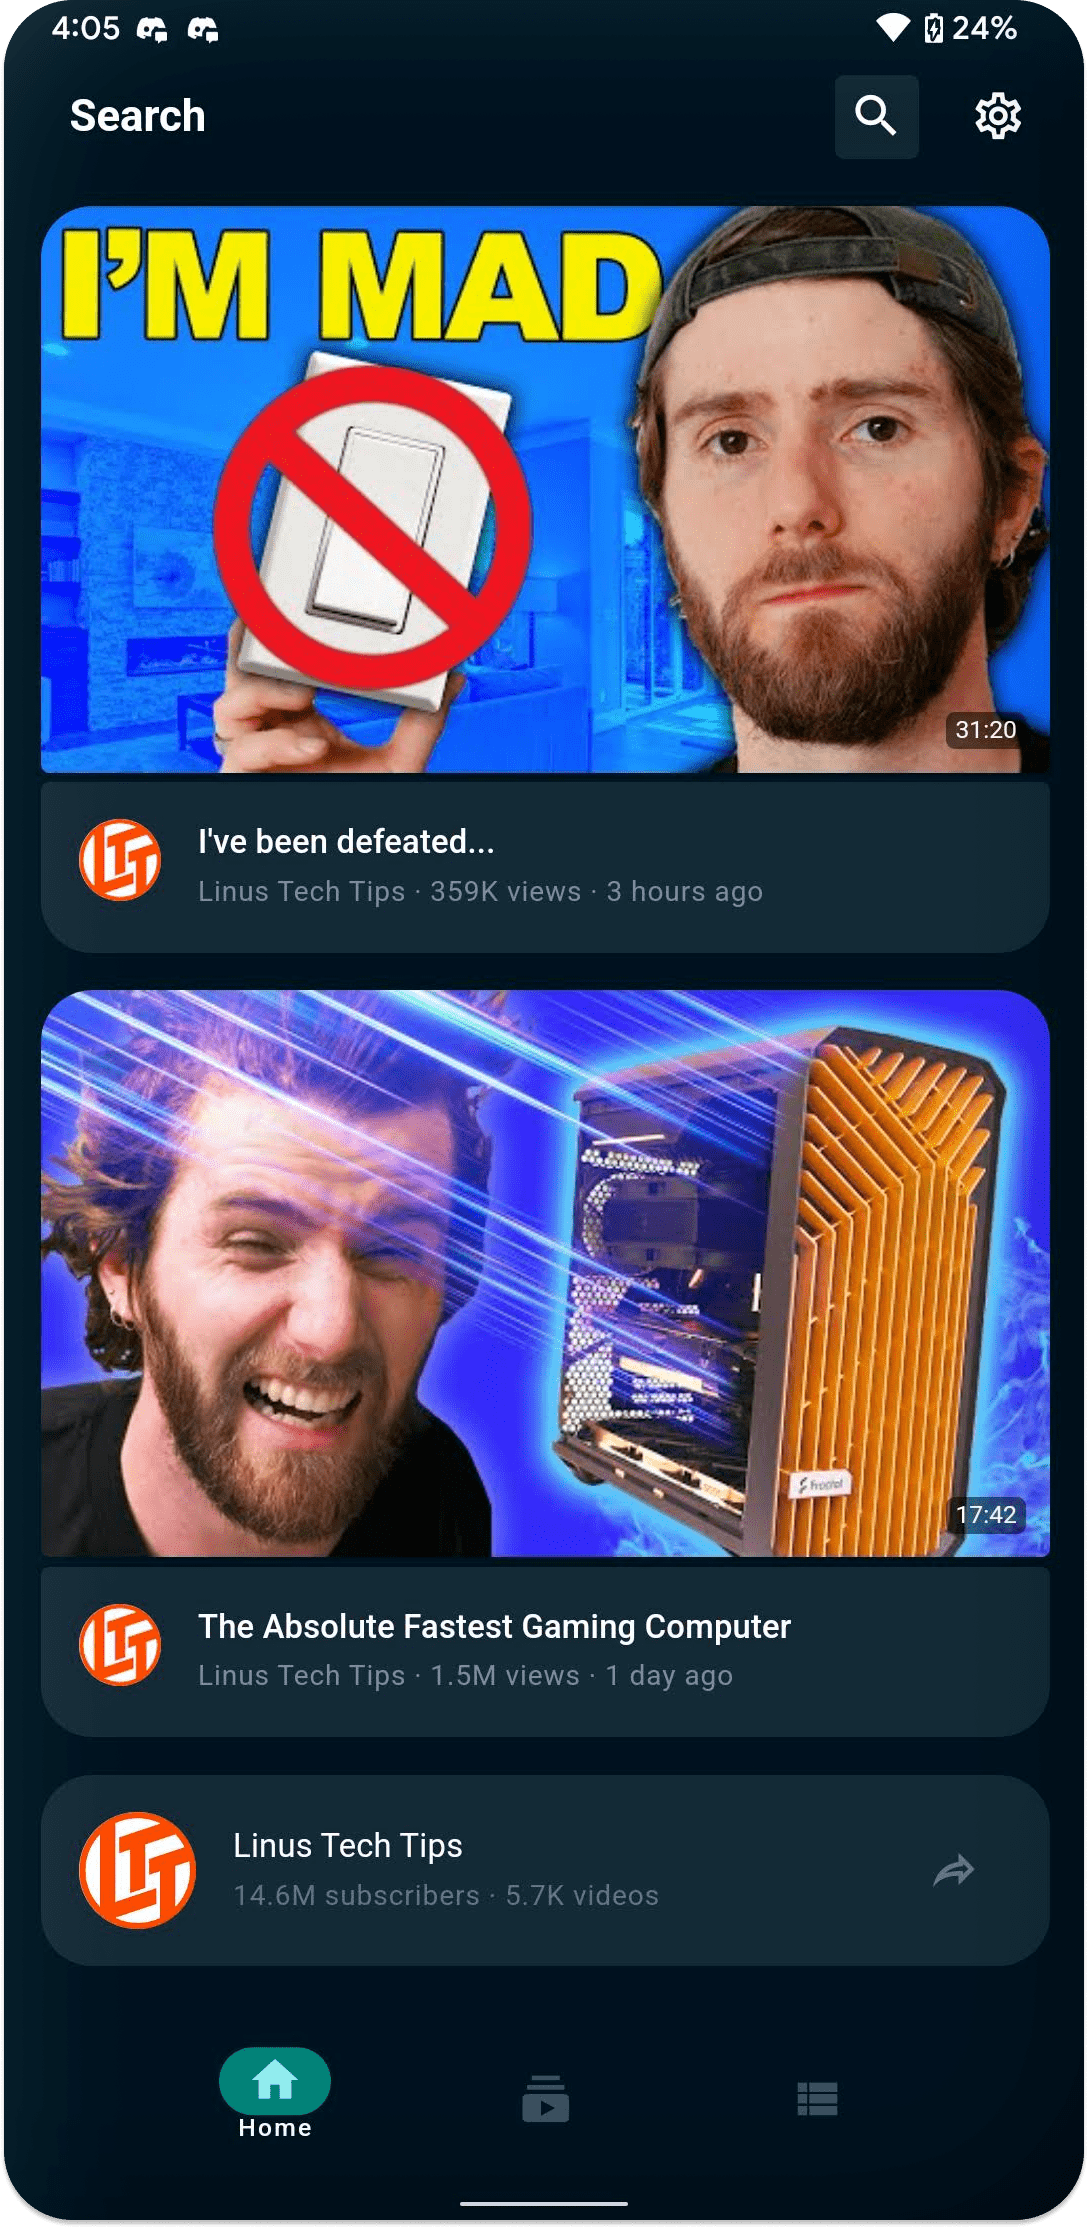 4:05
24%
Search
I'M MAD
31:20
I've been defeated...
Linus Tech Tips · 359K views · 3 hours ago
Fractal
17:42
The Absolute Fastest Gaming Computer
Linus Tech Tips · 1.5M views · 1 day ago
Linus Tech Tips
14.6M subscribers · 5.7K videos
Home